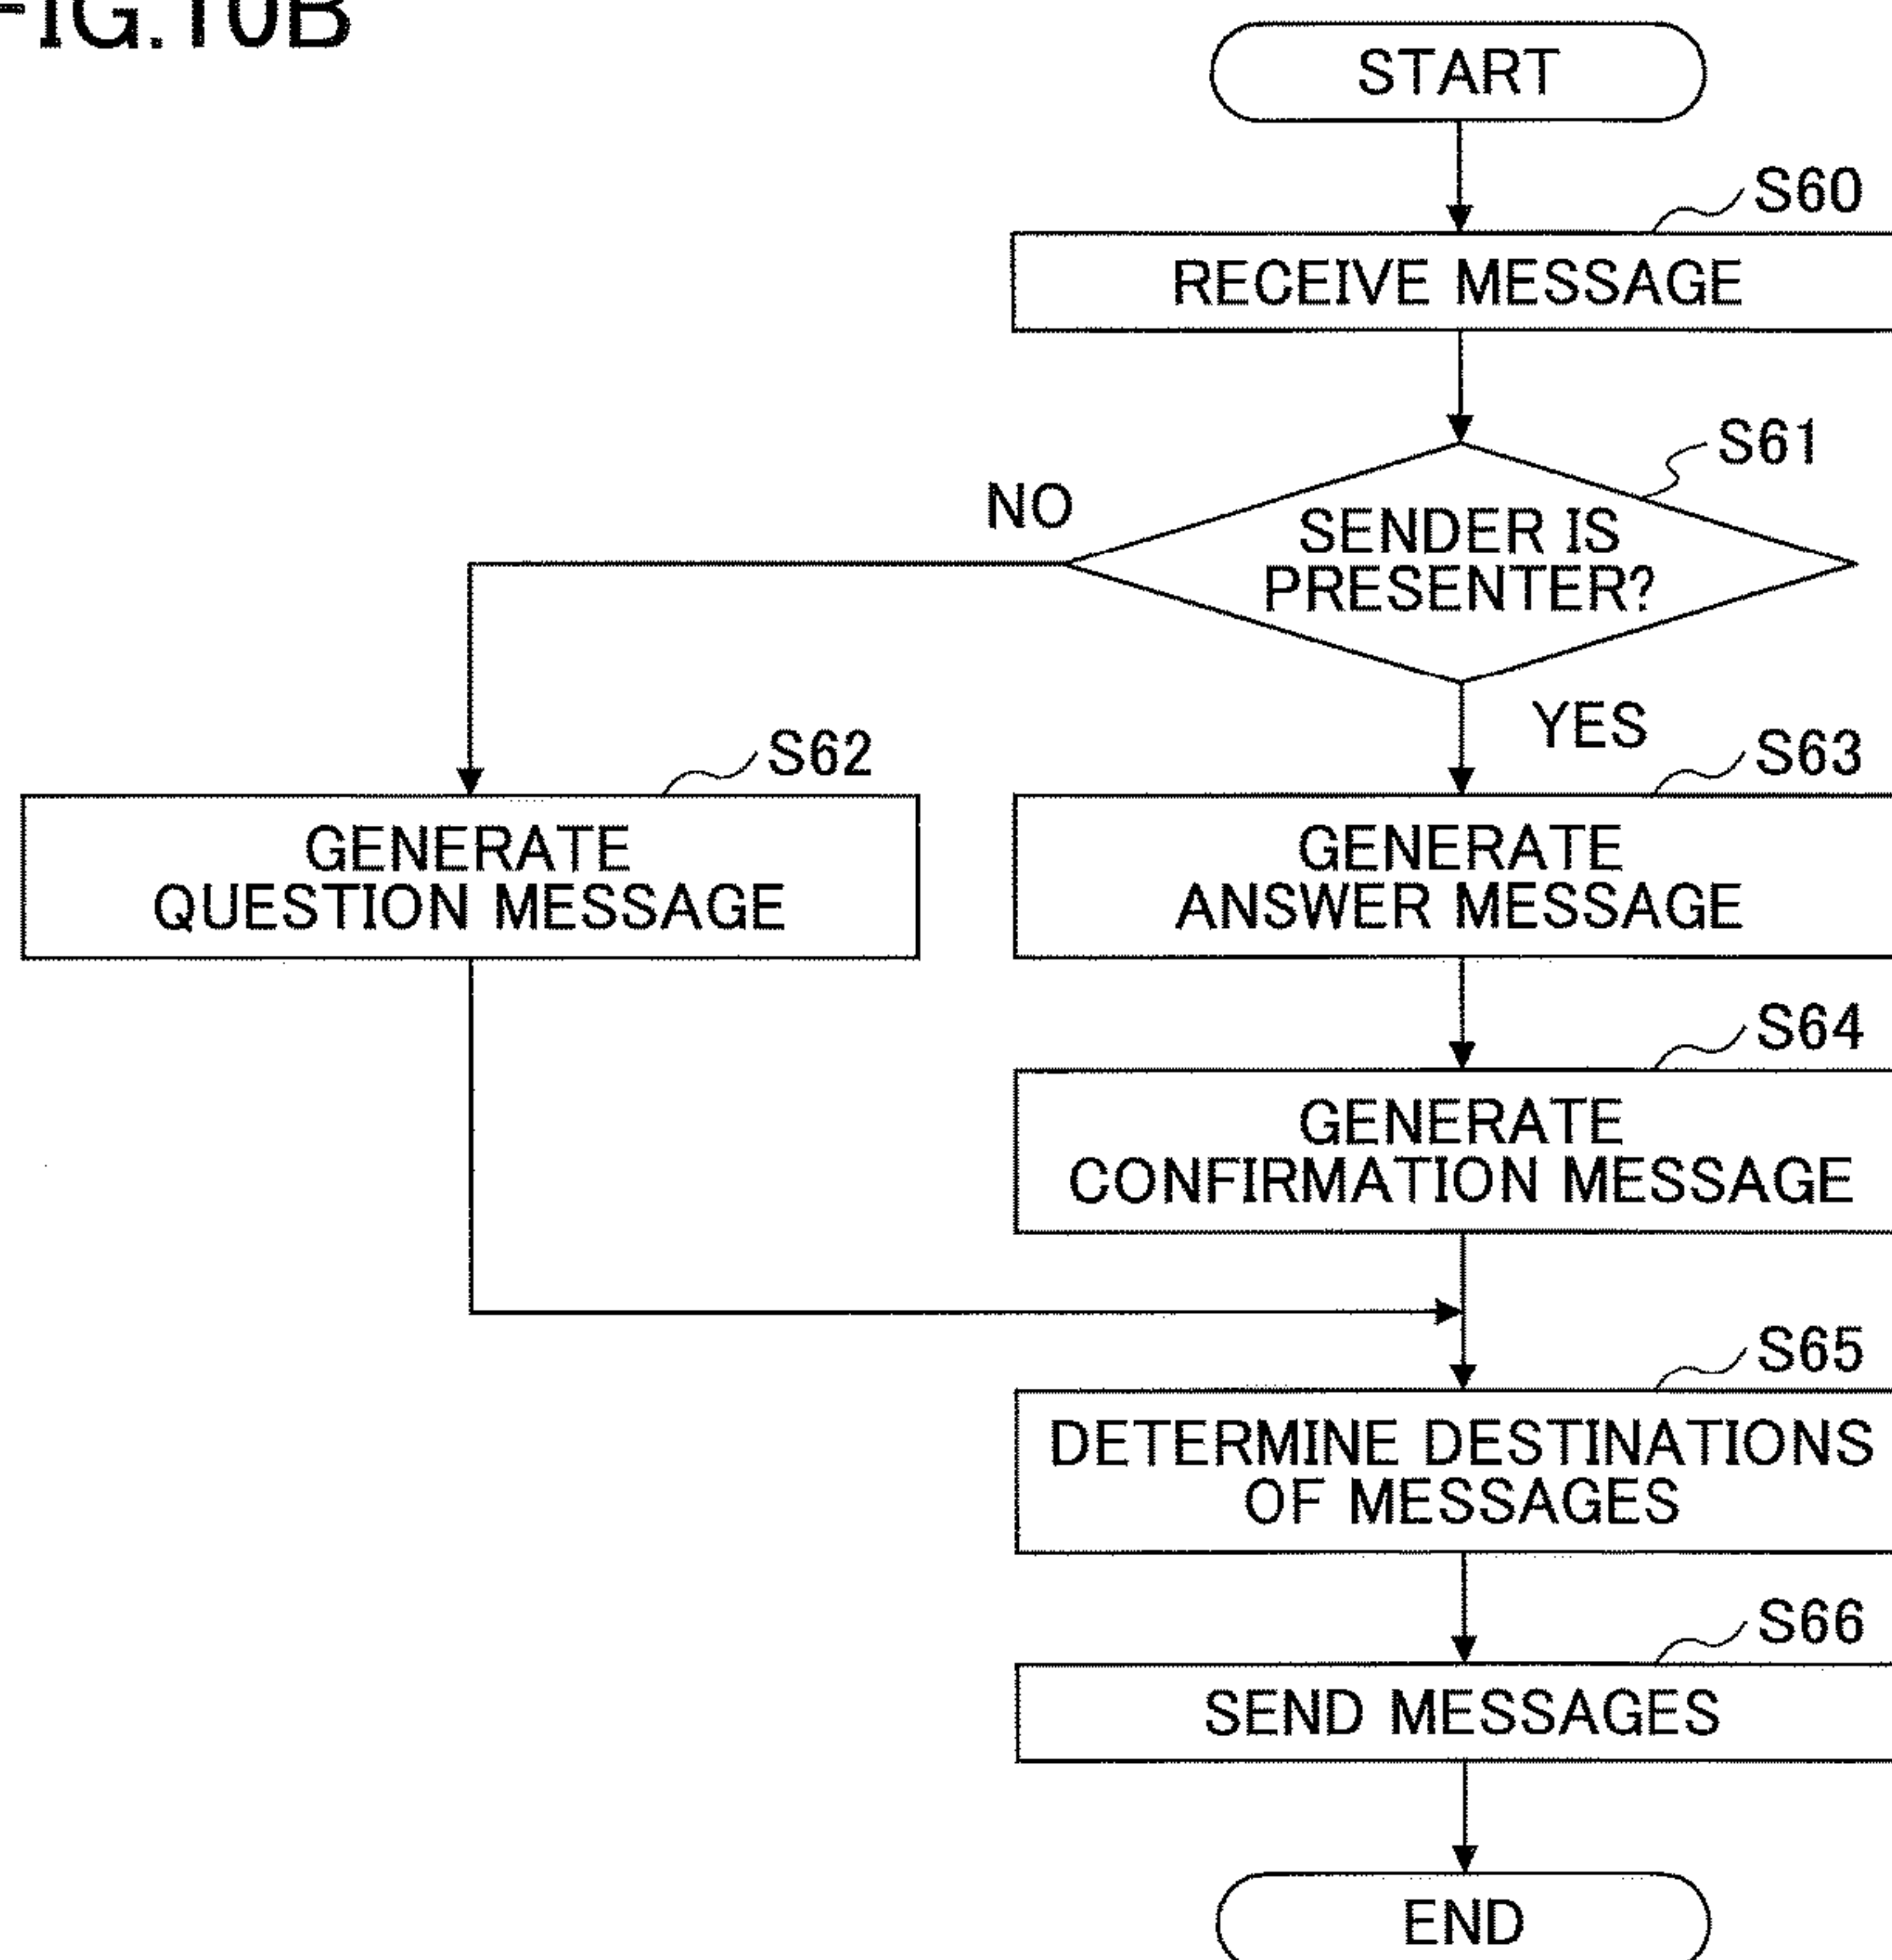 FIG.10B
START
S60
RECEIVE MESSAGE
S61
NO
SENDER IS
PRESENTER?
YES
S62
S63
GENERATE
QUESTION MESSAGE
GENERATE
ANSWER MESSAGE
S64
GENERATE
CONFIRMATION MESSAGE
S65
DETERMINE DESTINATIONS
OF MESSAGES
S66
SEND MESSAGES
END